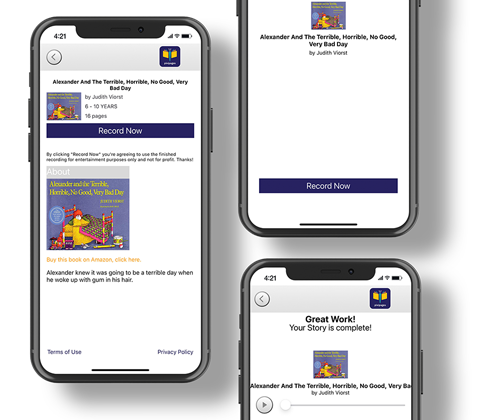 4:21
Alexander And The Terrible, Horrible, No Good, Very
Bad Day
by Judith Viorst
6 - 10 YEARS
16 pages
Record Now
By clicking "Record Now" you're agreeing to use the finished
recording for entertainment purposes only and not for profit. Thanks!
About
Alexander and the Terrible,
Horrible, No Good, Very Bad Day
JUDITH VIORST
Buy this book on Amazon, click here.
Alexander knew it was going to be a terrible day when
he woke up with gum in his hair.
Terms of Use
Privacy Policy
Alexander And The Terrible, Horrible, No Good,
Very Bad Day
by Judith Viorst
Record Now
4:21
Great Work!
Your Story is complete!
Alexander And The Terrible, Horrible, No Good, Very Ba
by Judith Viorst